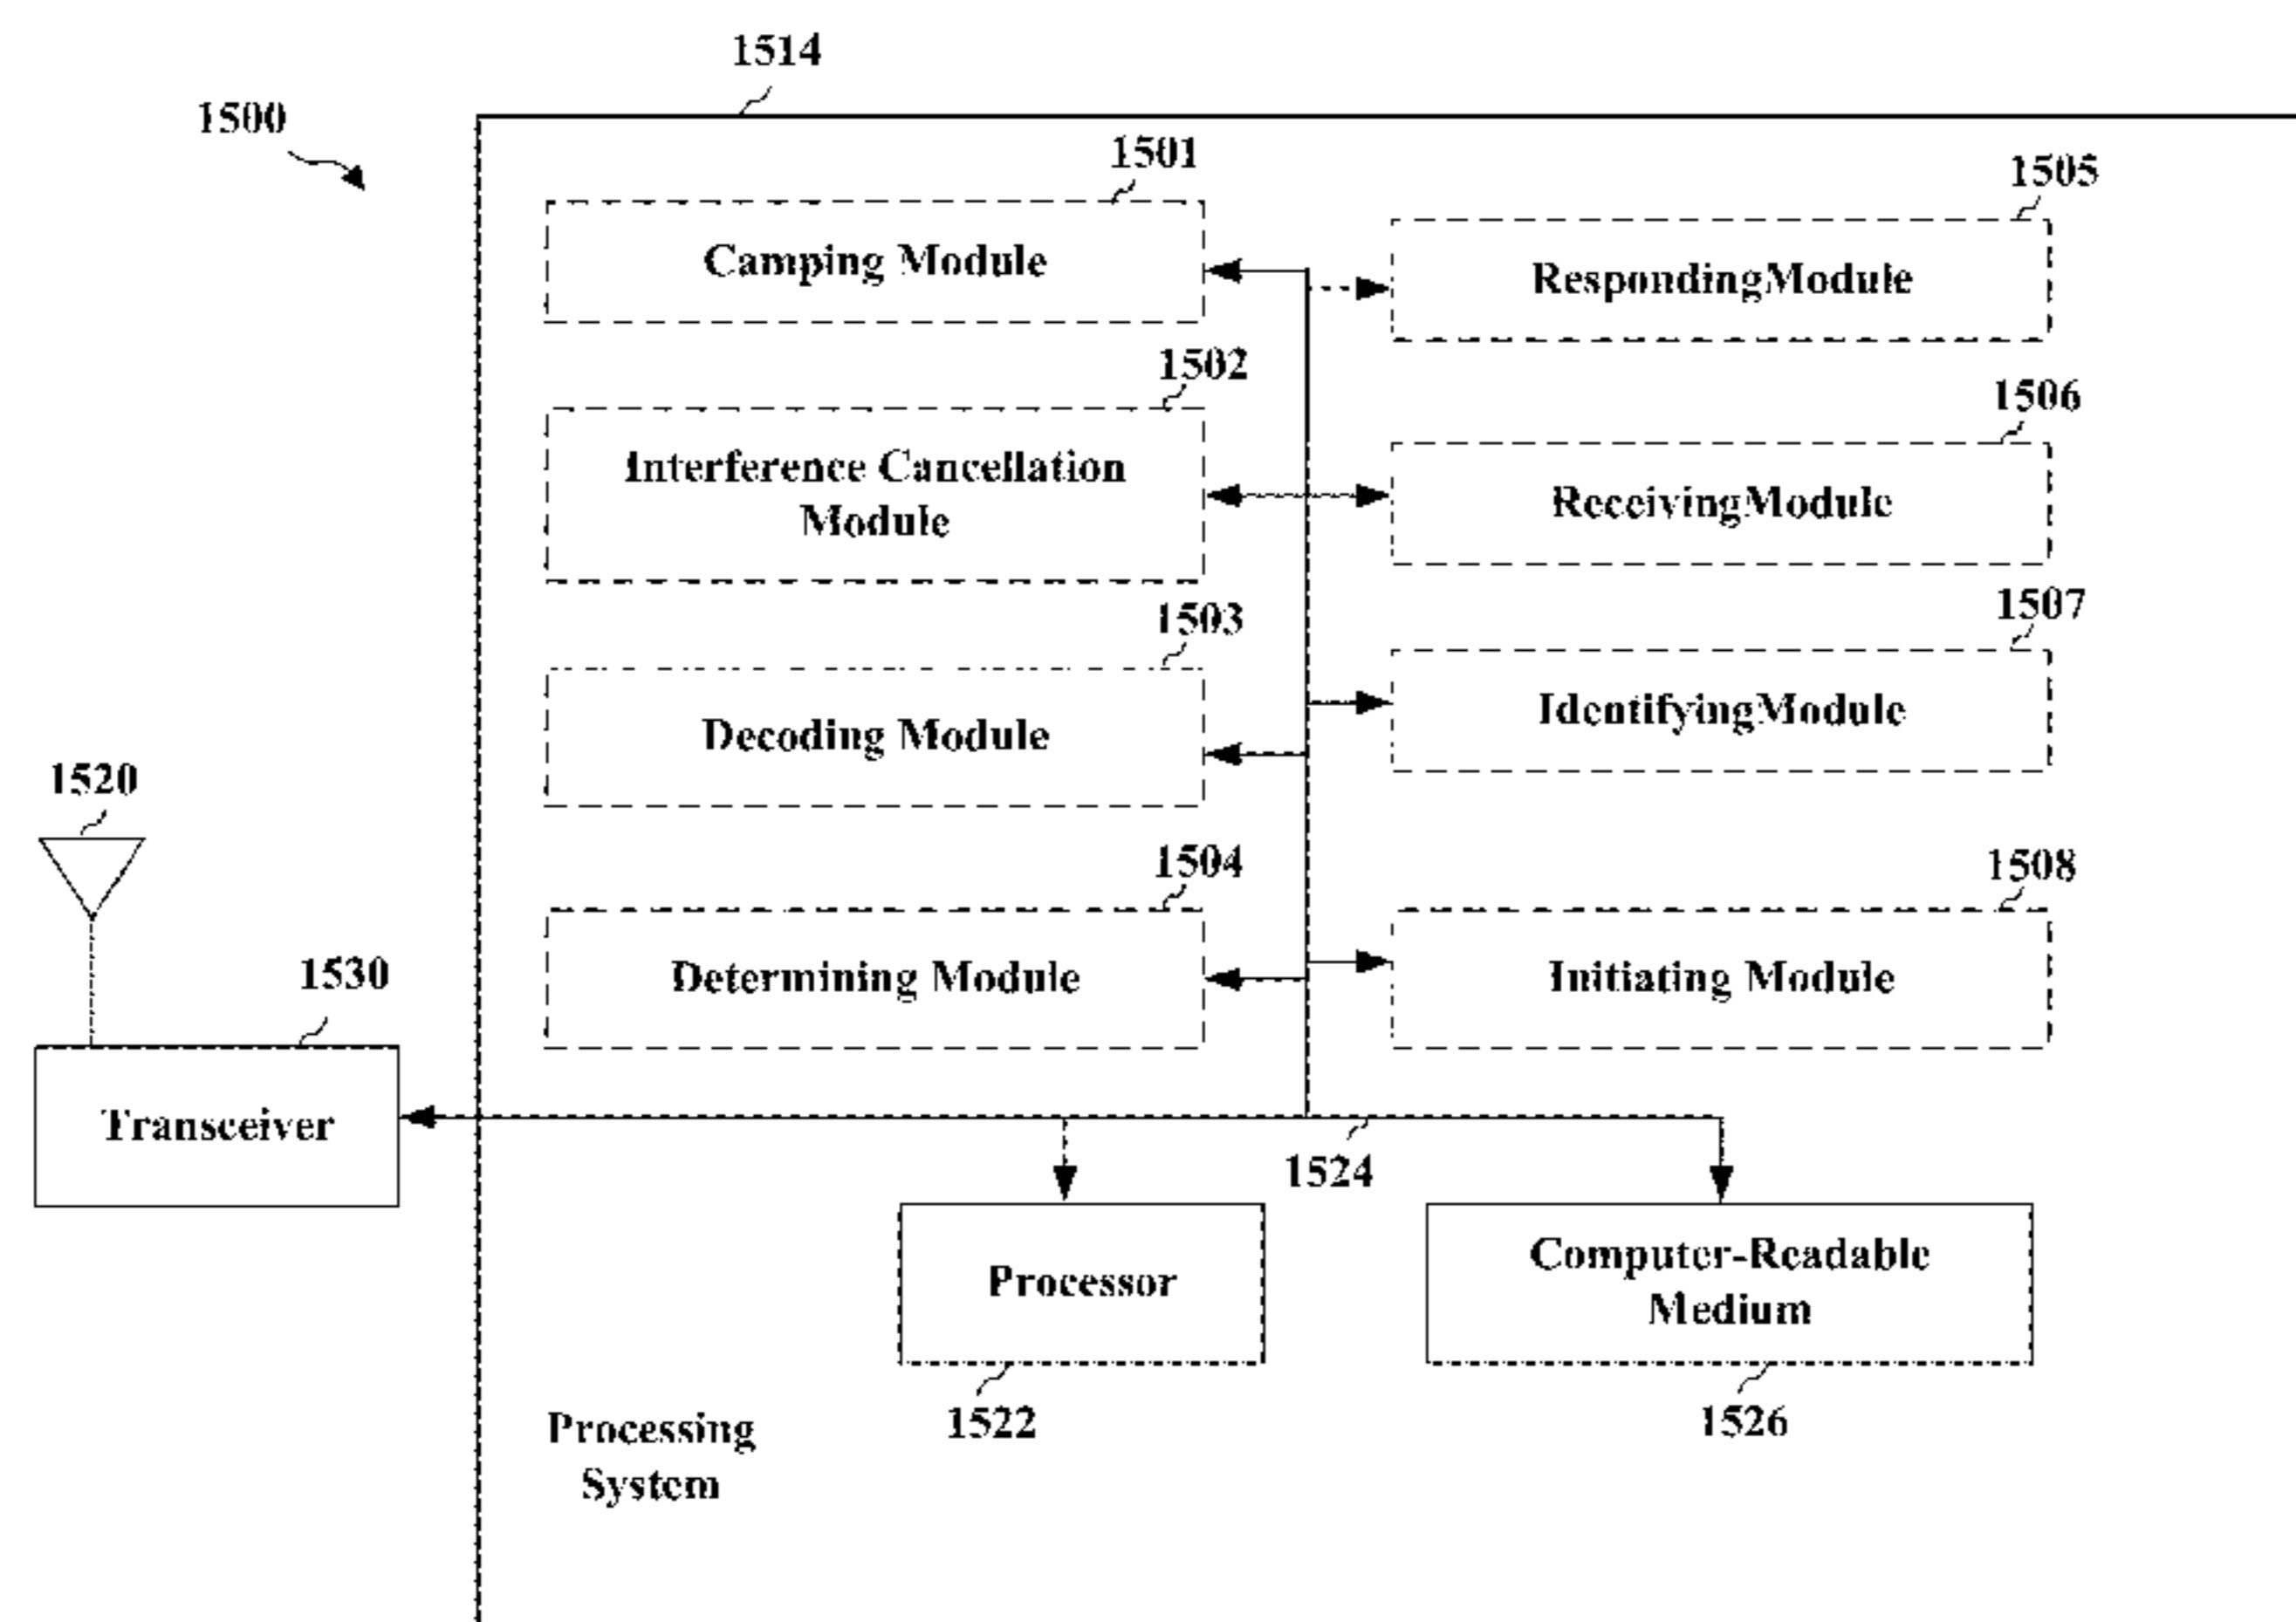 1514
1500
1501
1505
Camping Module
RespondingModule
1502
1506
Interference Cancellation
Module
ReceivingModule
1503
1507
Decoding Module
IdentifyingModule
1520
1504
1508
Determining Module
Initiating Module
1530
Transceiver
1524
Processor
Computer-Readable
Medium
1522
1526
Processing
System